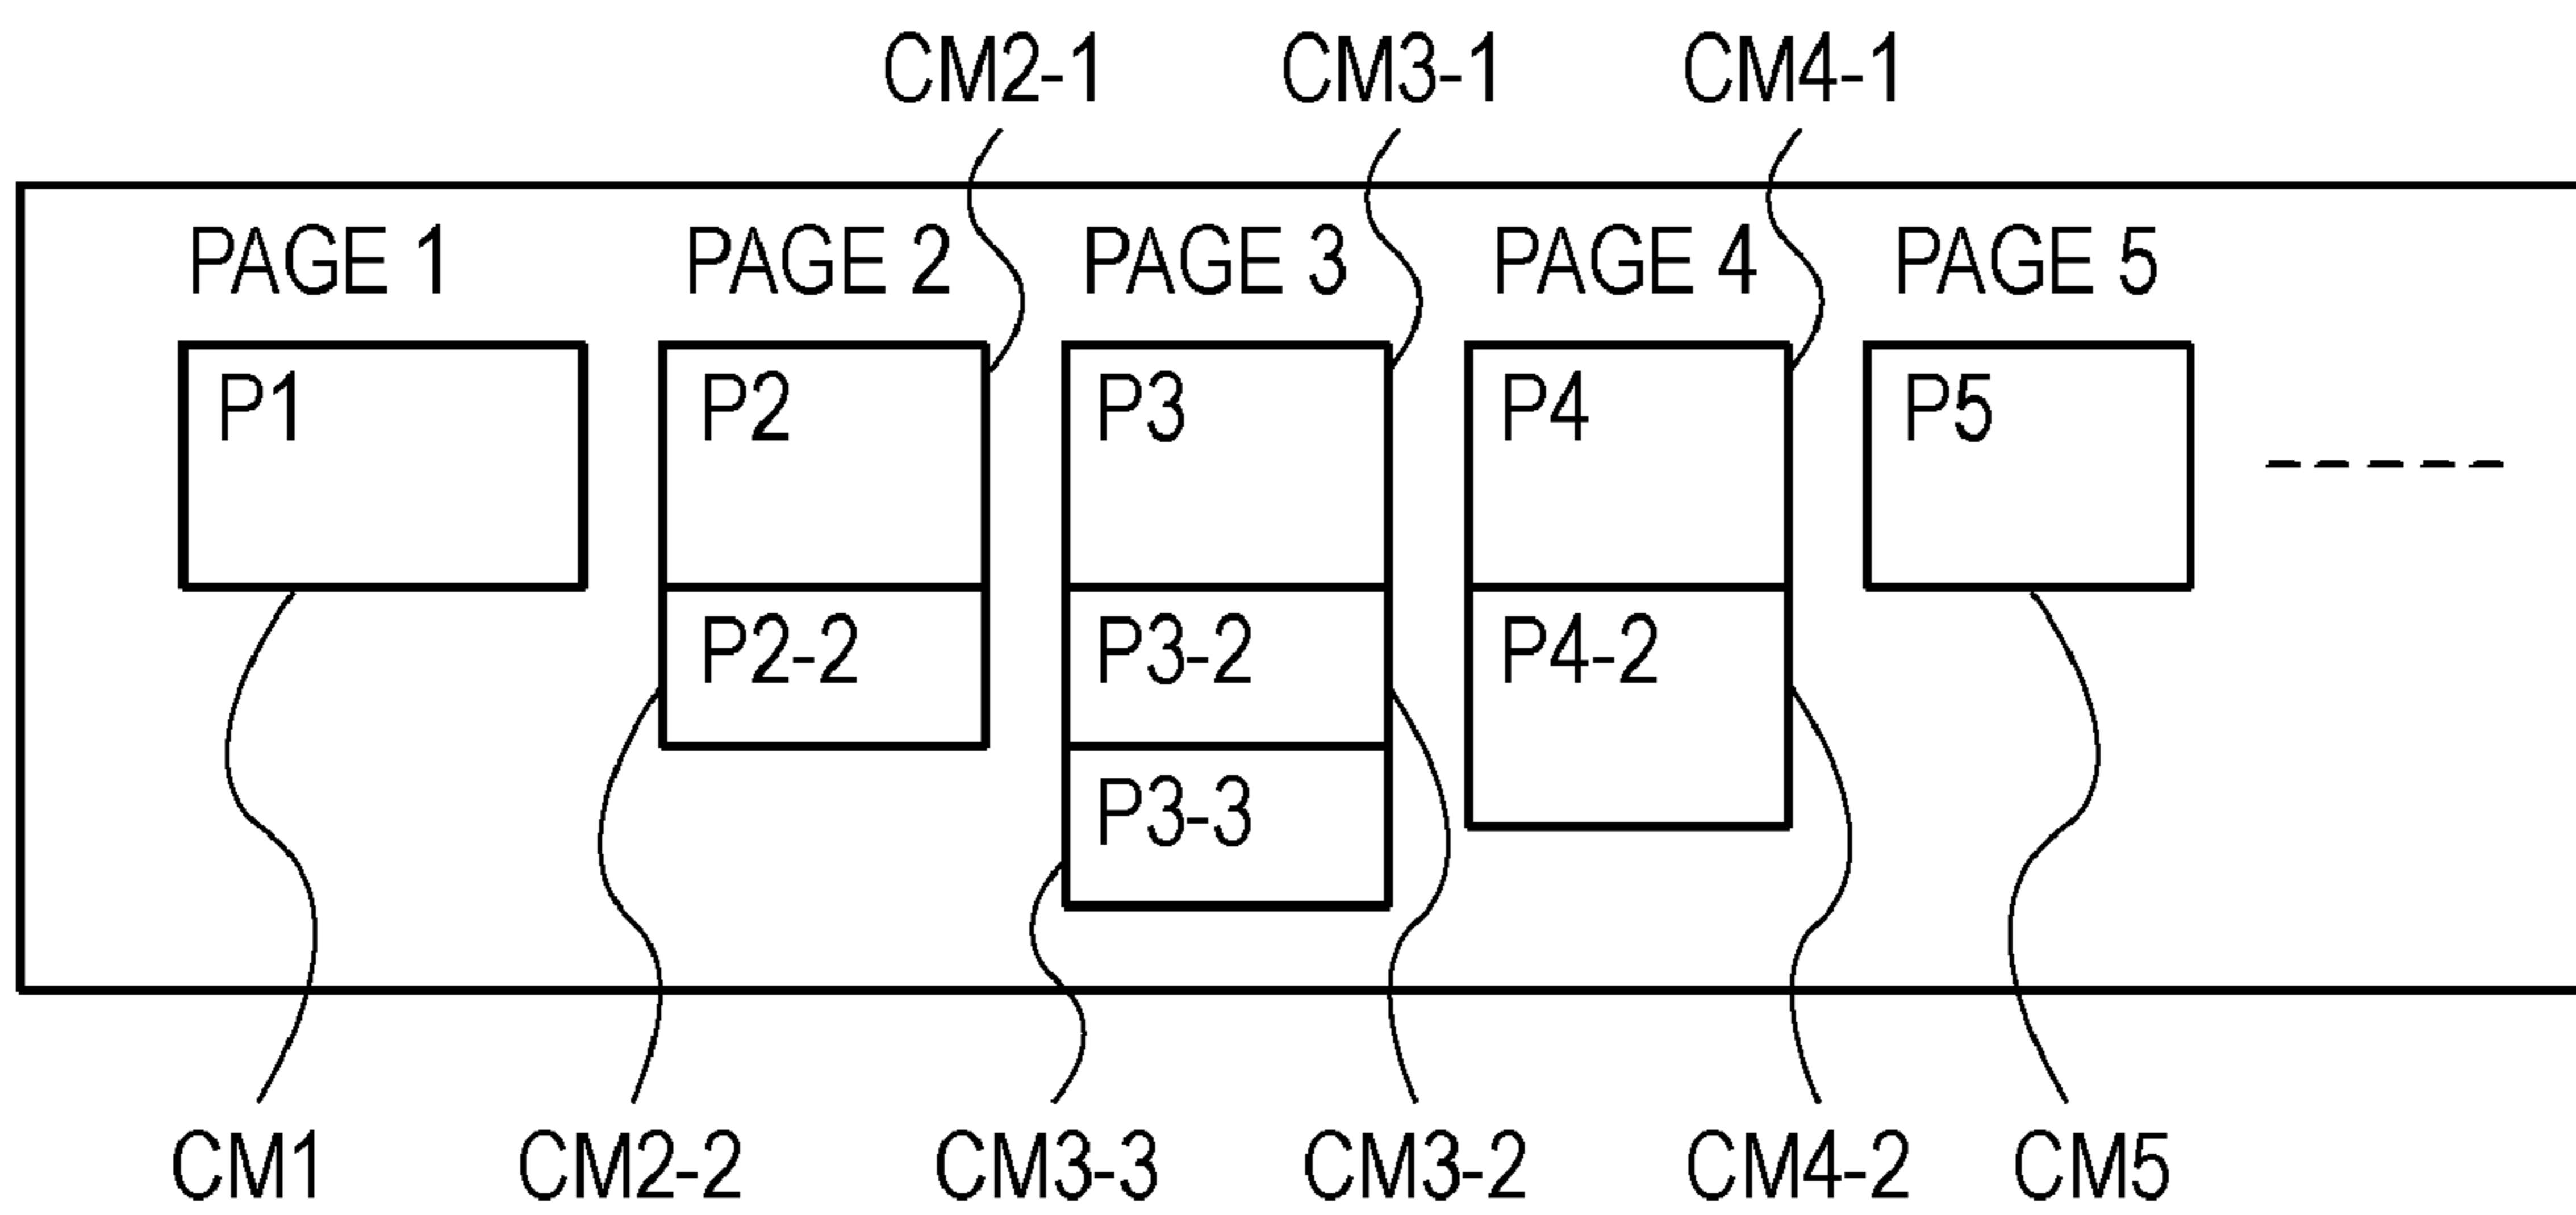 CM2-1 CM3-1 CM4-1
PAGE 1 PAGE 2 PAGE 3 PAGE 4 PAGE 5
P1 P2 P3 P4 P5
P2-2 P3-2 P4-2
P3-3
CM1 CM2-2 CM3-3 CM3-2 CM4-2 CM5